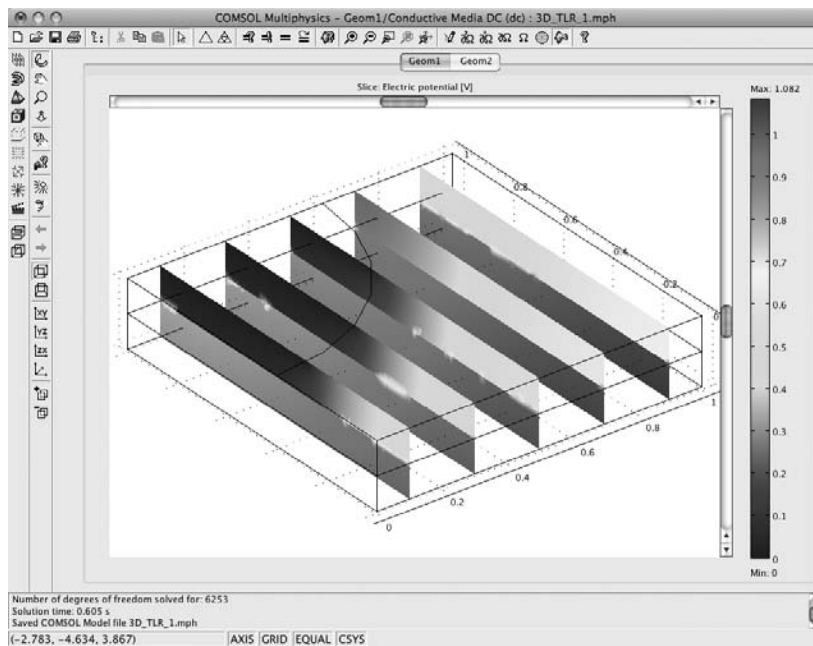 COMSOL Multiphysics - Geom1/Conductive Media DC (dc) : 3D_TLR_1.mph
Geom1 Geom2
Slice: Electric potential [V]
Max: 1.082
1
0.9
0.8
0.7
0.6
0.5
0.4
0.3
0.2
0.1
0
Min: 0
1
0.8
0.6
0.4
0.2
0
1
0.8
0.6
0.4
0.2
0
Number of degrees of freedom solved for: 6253
Solution time: 0.605 s
Saved COMSOL Model file 3D_TLR_1.mph
(-2.783, -4.634, 3.867) AXIS GRID EQUAL CSYS